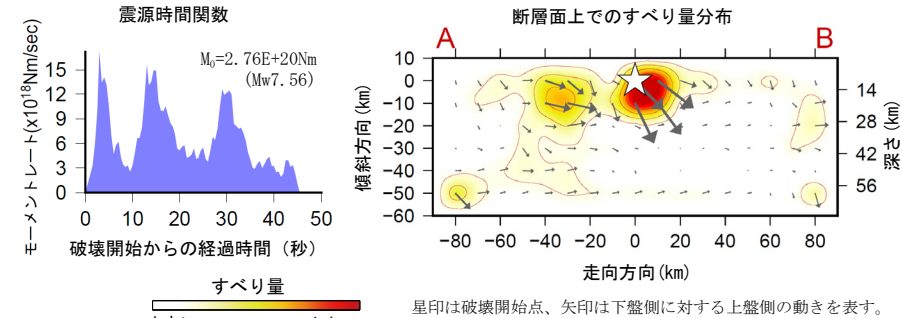 震源時間関数
モーメントレート(x10¹⁸Nm/sec)
M₀=2.76E+20Nm
(Mw7.56)
15
12
9
6
3
0
0 10 20 30 40 50
破壊開始からの経過時間（秒）
断層面上でのすべり量分布
A B
傾斜方向(km)
10
0
−10
−20
−30
−40
−50
−60
14
28
42
56
深さ(km)
−80 −60 −40 −20 0 20 40 60 80
走向方向(km)
すべり量
星印は破壊開始点、矢印は下盤側に対する上盤側の動きを表す。